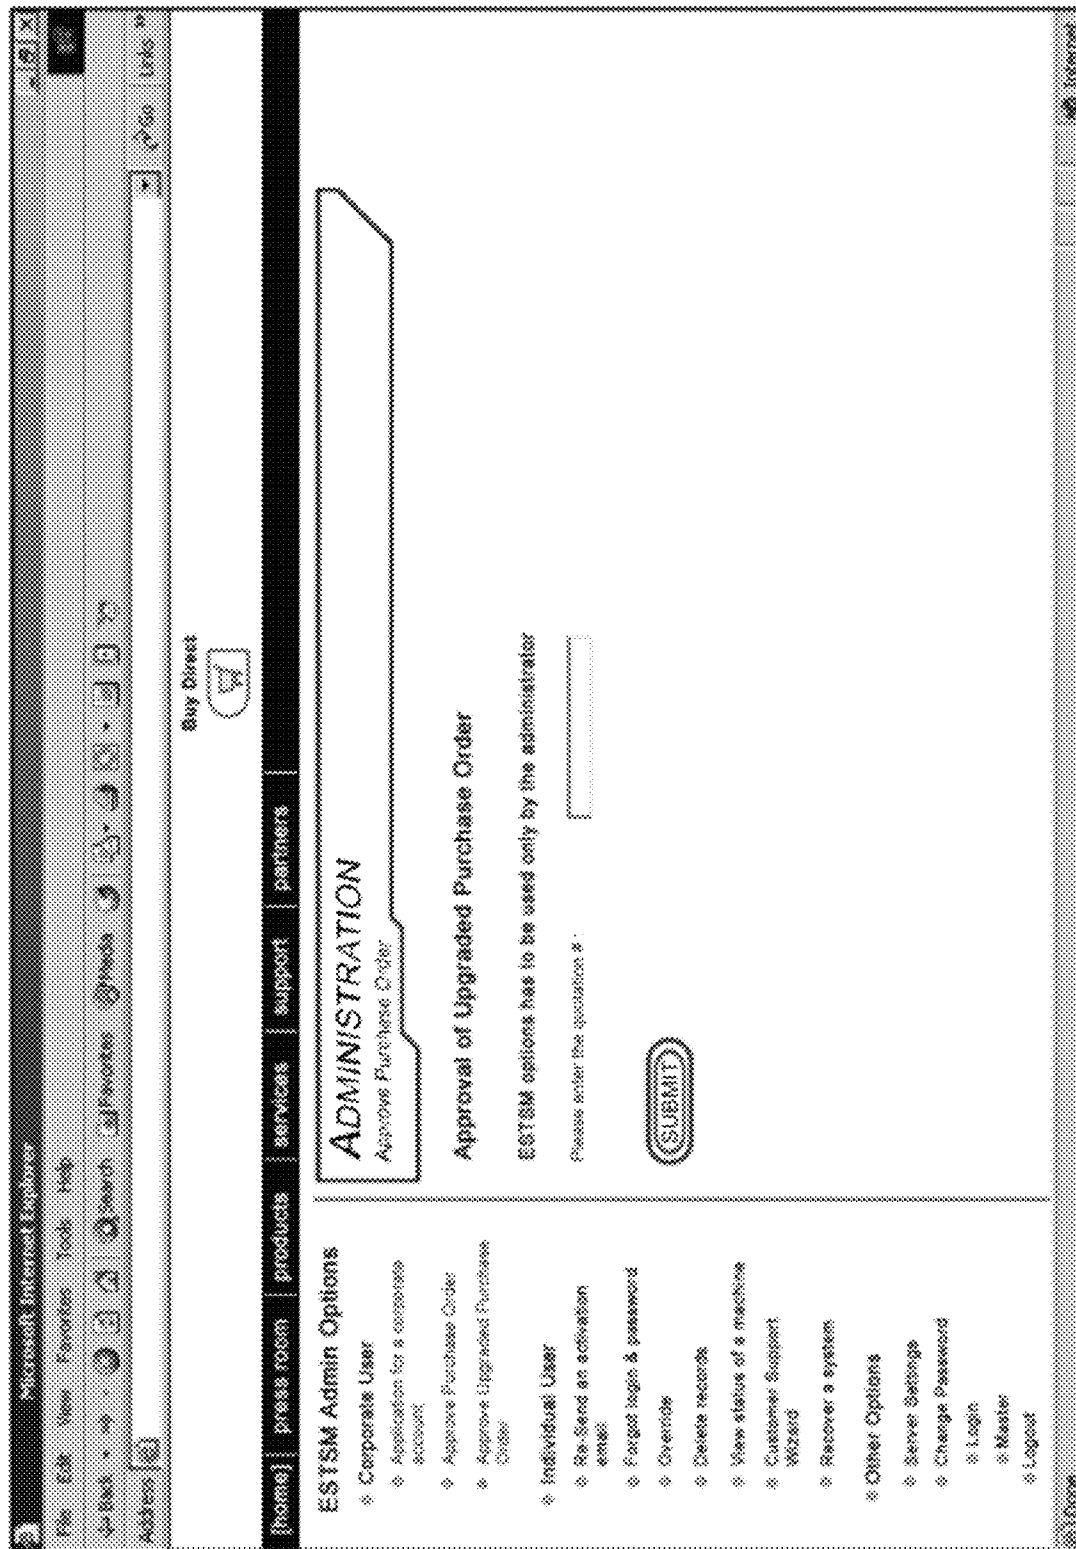 Microsoft Internet Explorer
File Edit View Favorites Tools Help
Back Search Favorites Media
Address Go Links »
Buy Direct
[home] press room products services support partners
ESTSM Admin Options
Corporate User
Application for a corporate
account
Approve Purchase Order
Approve Upgraded Purchase
Order
Individual User
Re-Send an activation
email
Forgot login & password
Override
Delete records
View status of a machine
Customer Support
Wizard
Recover a system
Other Options
Server Settings
Change Password
Login
Master
Logout
ADMINISTRATION
Approve Purchase Order
Approval of Upgraded Purchase Order
ESTSM options has to be used only by the administrator
Please enter the quotation # :
SUBMIT
Done Internet